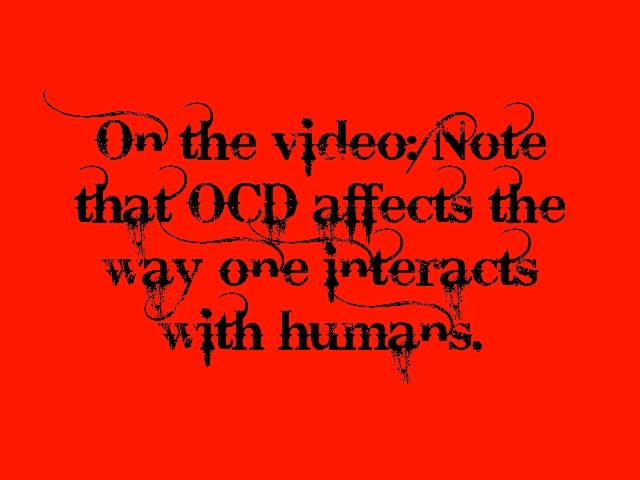 On the video: Note
that OCD affects the
way one interacts
with humans.